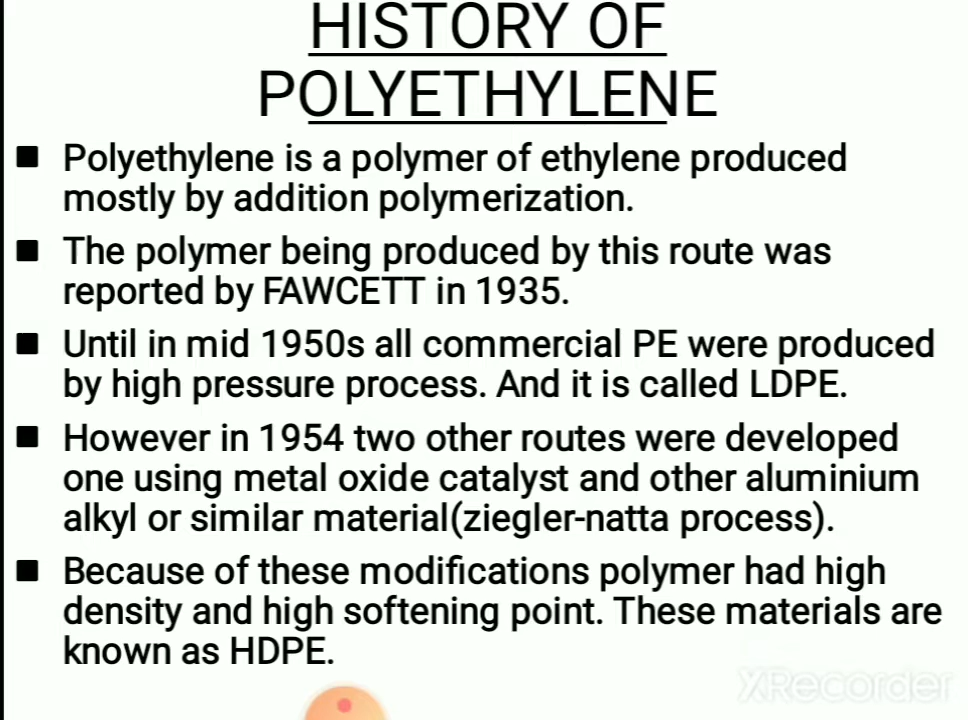 HISTORY OF
POLYETHYLENE
■ Polyethylene is a polymer of ethylene produced
mostly by addition polymerization.
■ The polymer being produced by this route was
reported by FAWCETT in 1935.
■ Until in mid 1950s all commercial PE were produced
by high pressure process. And it is called LDPE.
■ However in 1954 two other routes were developed
one using metal oxide catalyst and other aluminium
alkyl or similar material(ziegler-natta process).
■ Because of these modifications polymer had high
density and high softening point. These materials are
known as HDPE.
XRecorder